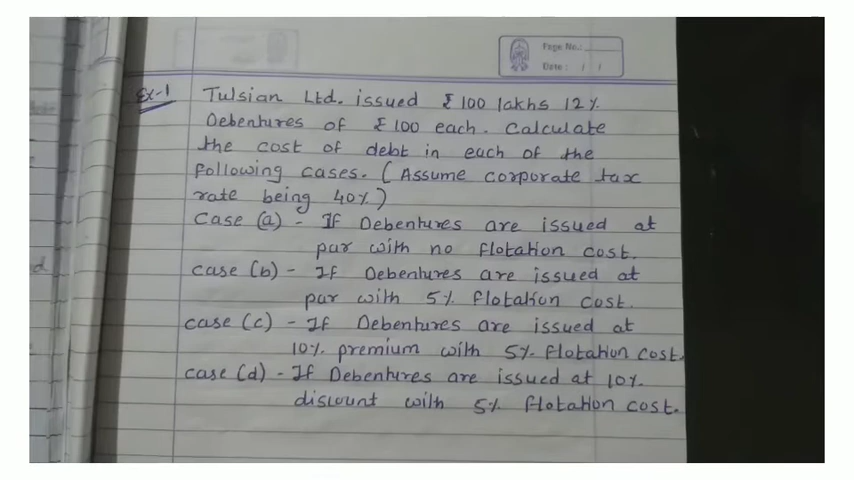 Page No.:
Date : / /
Ex-1 Tulsian Ltd. issued ₹100 lakhs 12%
Debentures of ₹100 each. Calculate
the cost of debt in each of the
following cases. (Assume corporate tax
rate being 40%)
Case (a) - If Debentures are issued at
par with no flotation cost.
case (b) - If Debentures are issued at
par with 5% flotation cost.
case (c) - If Debentures are issued at
10% premium with 5% flotation cost.
case (d) - If Debentures are issued at 10%
discount with 5% flotation cost.
d